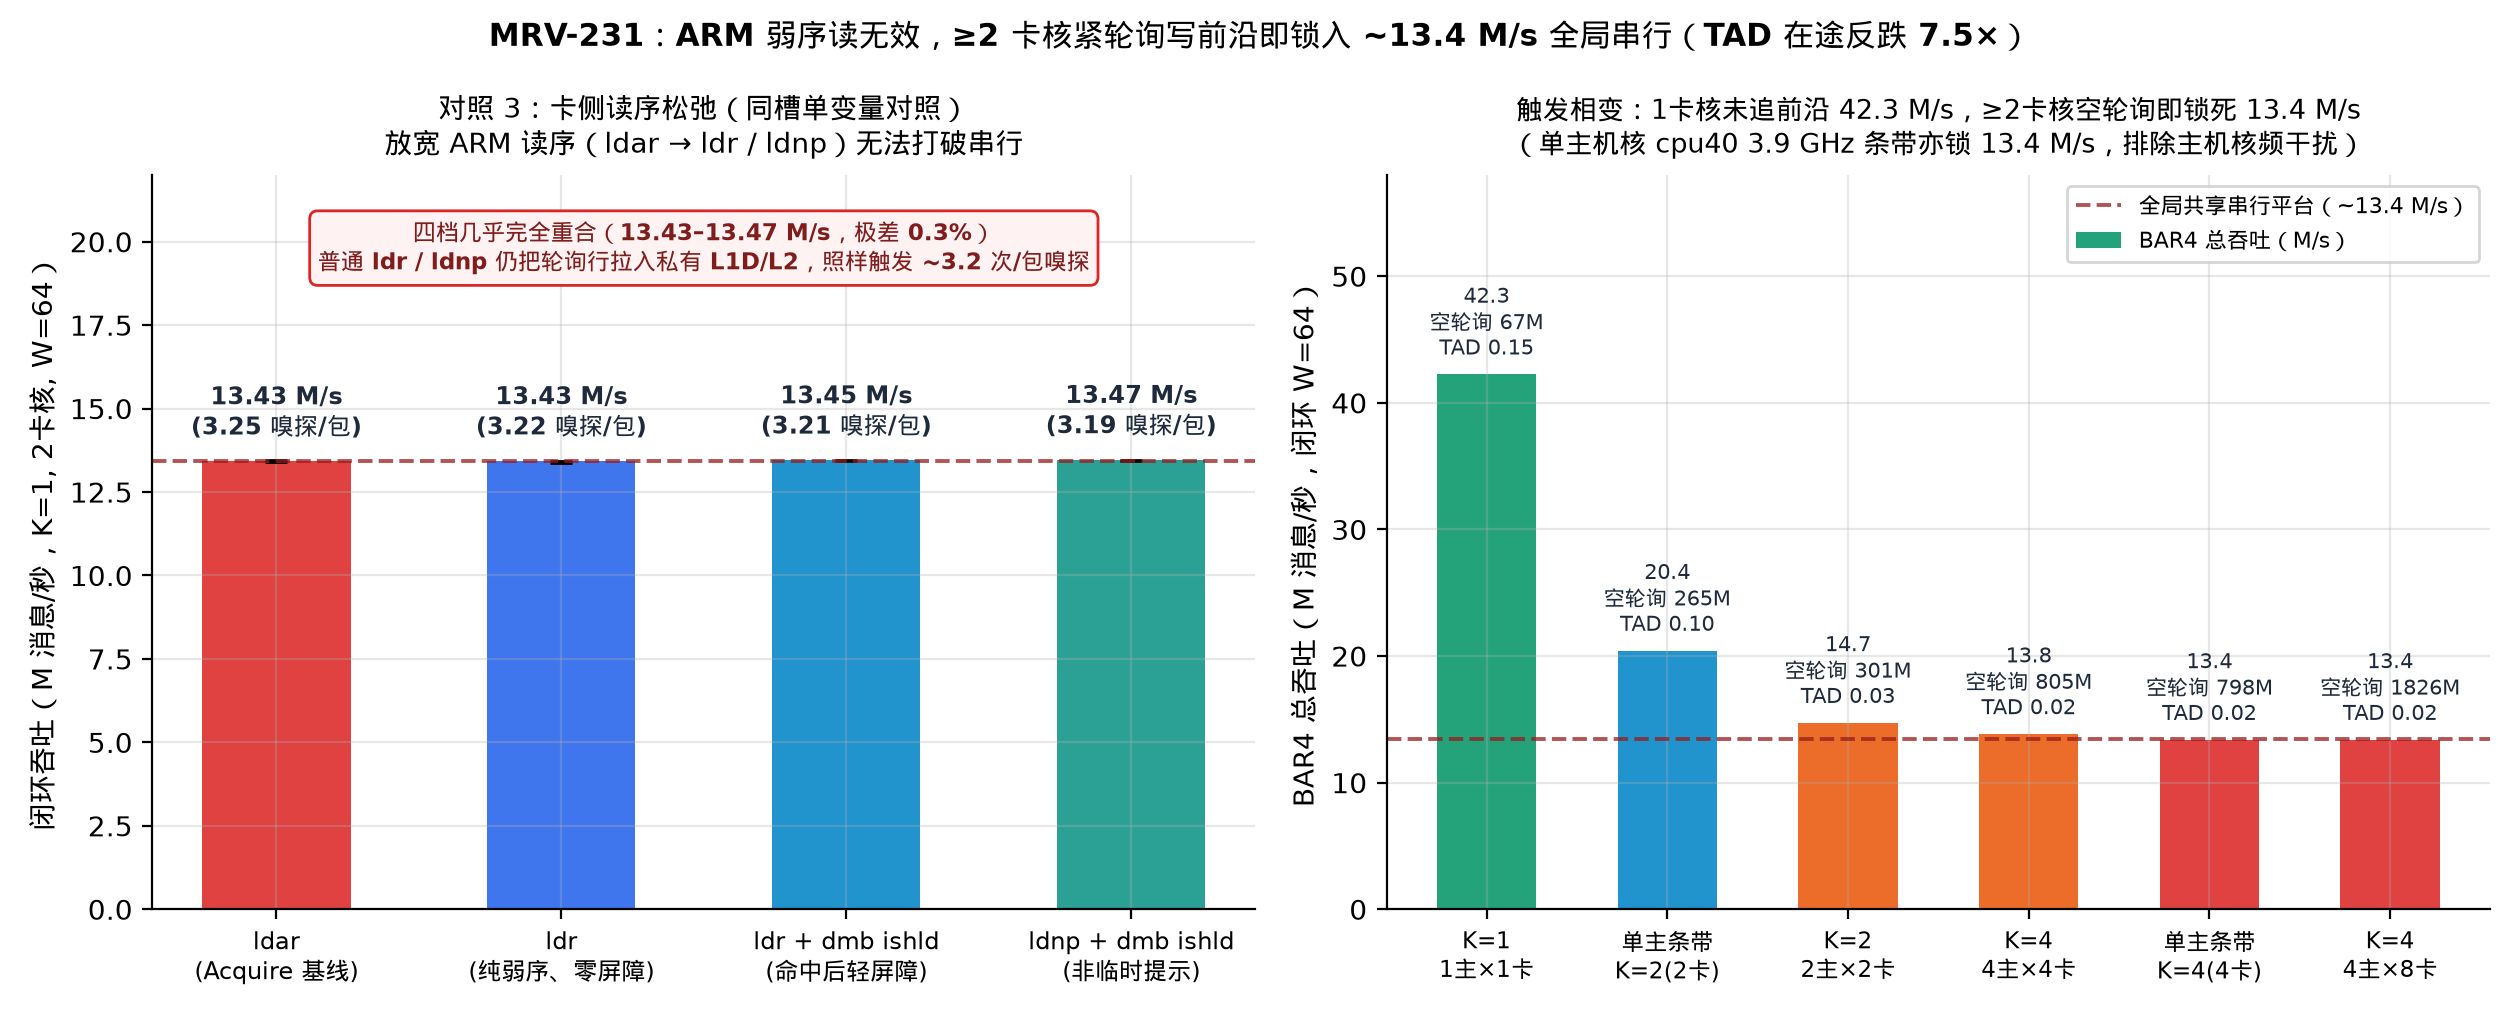 MRV-231：ARM 弱序读无效，≥2 卡核紧轮询写前沿即锁入 ~13.4 M/s 全局串行（TAD 在途反跌 7.5×）
对照 3：卡侧读序松弛（同槽单变量对照）
放宽 ARM 读序（ldar → ldr / ldnp）无法打破串行
闭环吞吐（M 消息/秒，K=1, 2卡核, W=64）
20.0
17.5
15.0
12.5
10.0
7.5
5.0
2.5
0.0
四档几乎完全重合（13.43–13.47 M/s，极差 0.3%）
普通 ldr / ldnp 仍把轮询行拉入私有 L1D/L2，照样触发 ~3.2 次/包嗅探
13.43 M/s
(3.25 嗅探/包)
13.43 M/s
(3.22 嗅探/包)
13.45 M/s
(3.21 嗅探/包)
13.47 M/s
(3.19 嗅探/包)
ldar
(Acquire 基线)
ldr
(纯弱序、零屏障)
ldr + dmb ishld
(命中后轻屏障)
ldnp + dmb ishld
(非临时提示)
触发相变：1卡核未追前沿 42.3 M/s，≥2卡核空轮询即锁死 13.4 M/s
（单主机核 cpu40 3.9 GHz 条带亦锁 13.4 M/s，排除主机核频干扰）
BAR4 总吞吐（M 消息/秒，闭环 W=64）
50
40
30
20
10
0
全局共享串行平台（~13.4 M/s）
BAR4 总吞吐（M/s）
42.3
空轮询 67M
TAD 0.15
20.4
空轮询 265M
TAD 0.10
14.7
空轮询 301M
TAD 0.03
13.8
空轮询 805M
TAD 0.02
13.4
空轮询 798M
TAD 0.02
13.4
空轮询 1826M
TAD 0.02
K=1
1主×1卡
单主条带
K=2(2卡)
K=2
2主×2卡
K=4
4主×4卡
单主条带
K=4(4卡)
K=4
4主×8卡